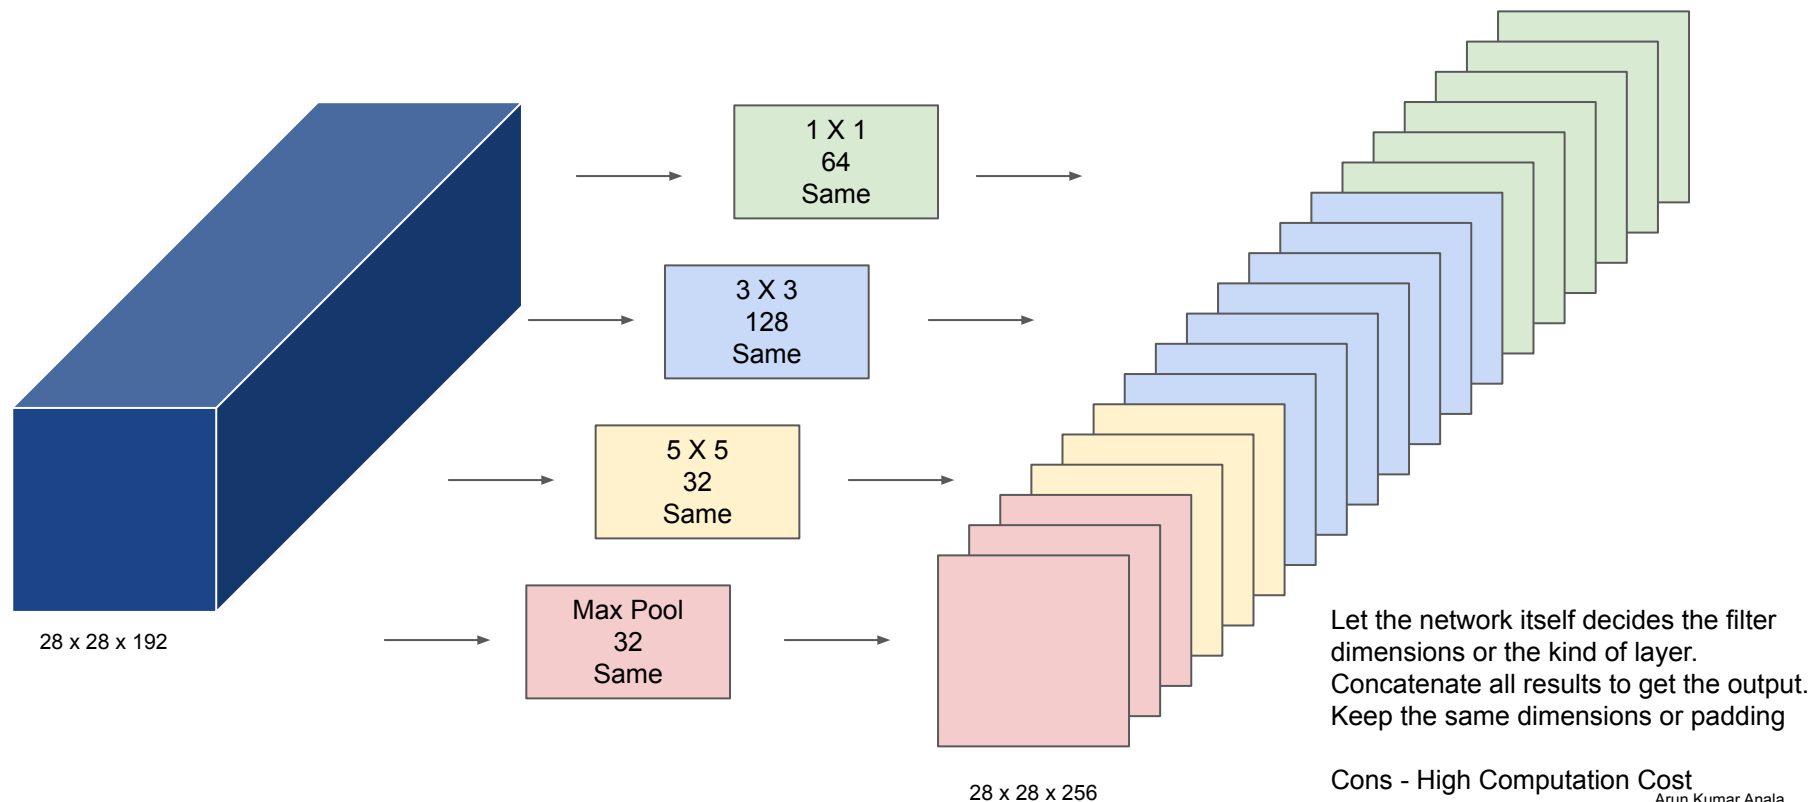 1 X 1
64
Same
3 X 3
128
Same
5 X 5
32
Same
Max Pool
32
Same
28 x 28 x 192
28 x 28 x 256
Let the network itself decides the filter
dimensions or the kind of layer.
Concatenate all results to get the output.
Keep the same dimensions or padding
Cons - High Computation Cost
Arun Kumar Anala